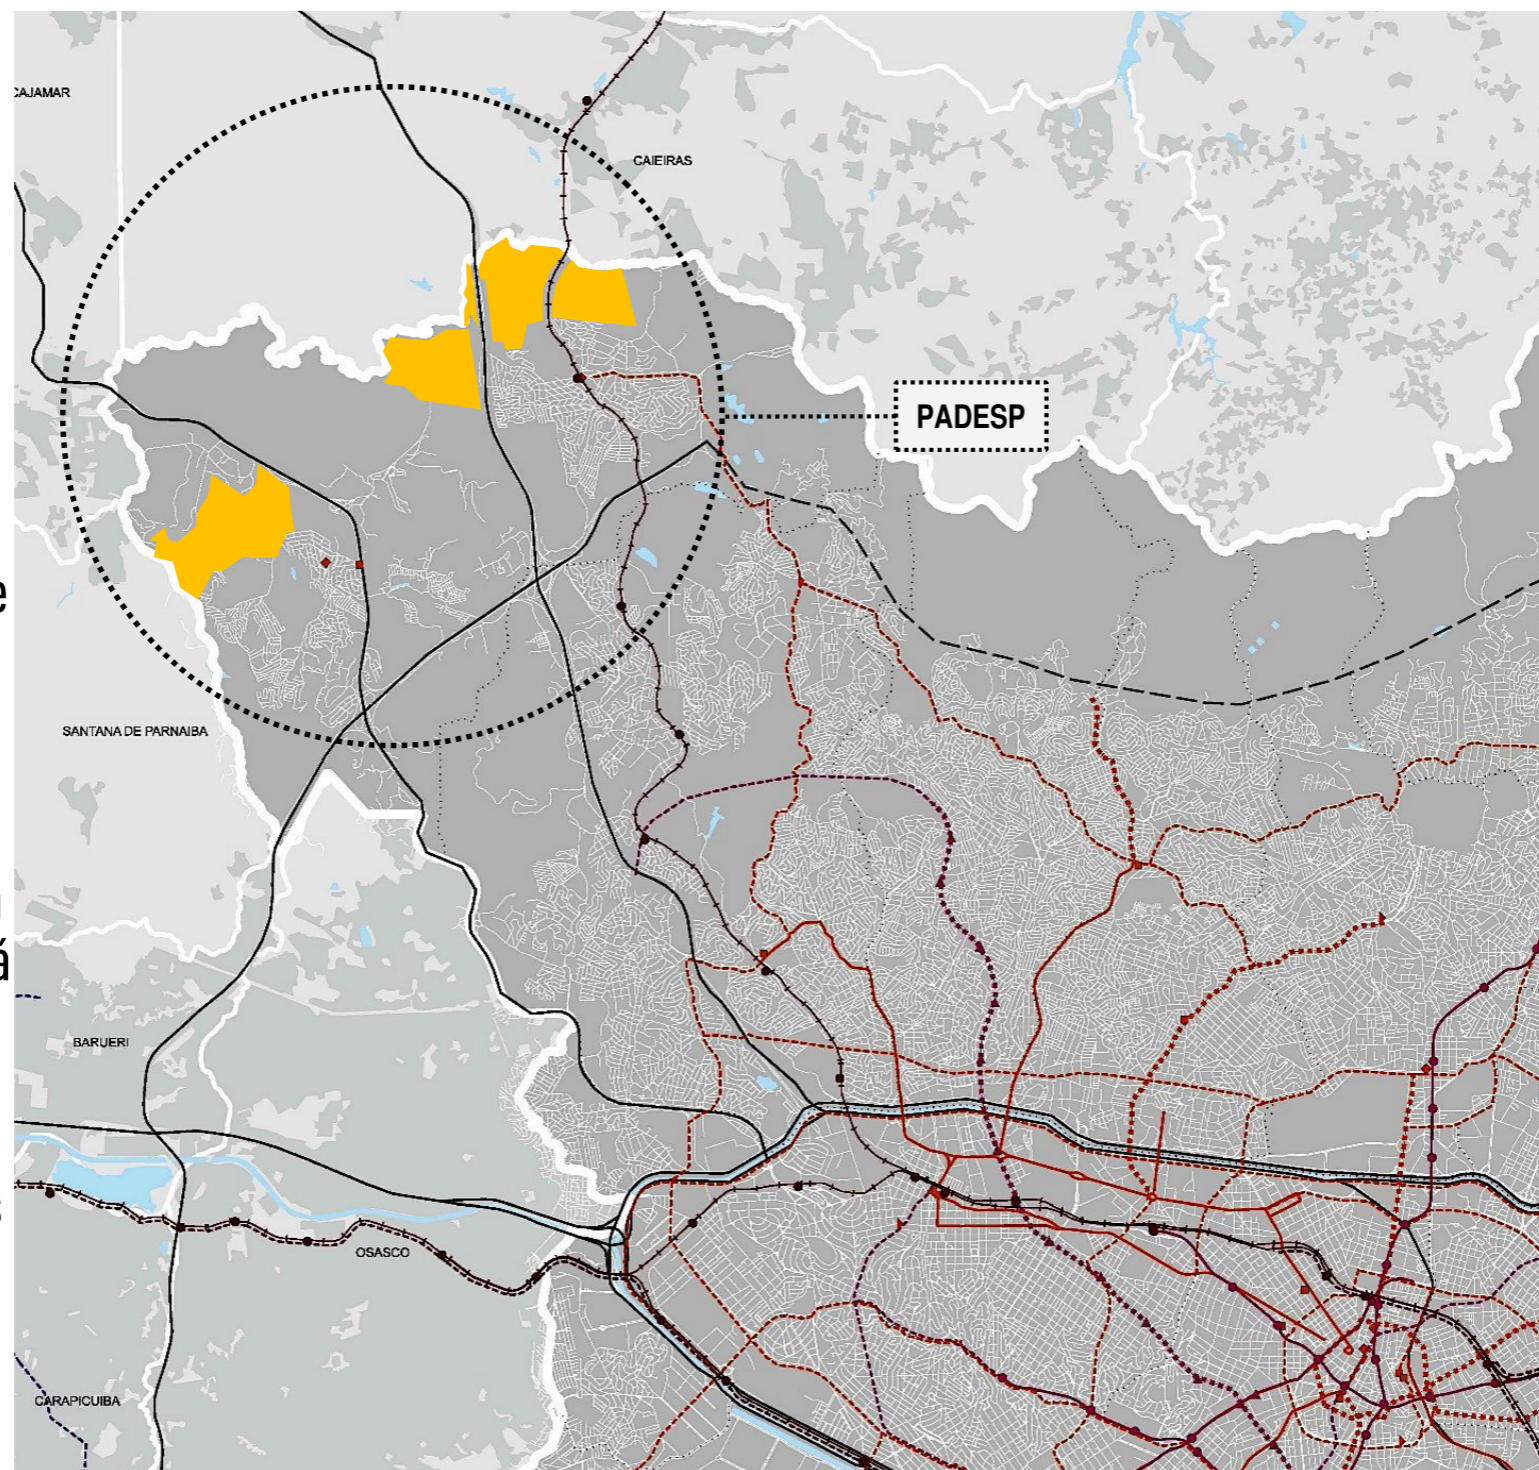 CAJAMAR
CAIEIRAS
PADESP
e
SANTANA DE PARNAIBA
á
BARUERI
s
OSASCO
CARAPICUIBA